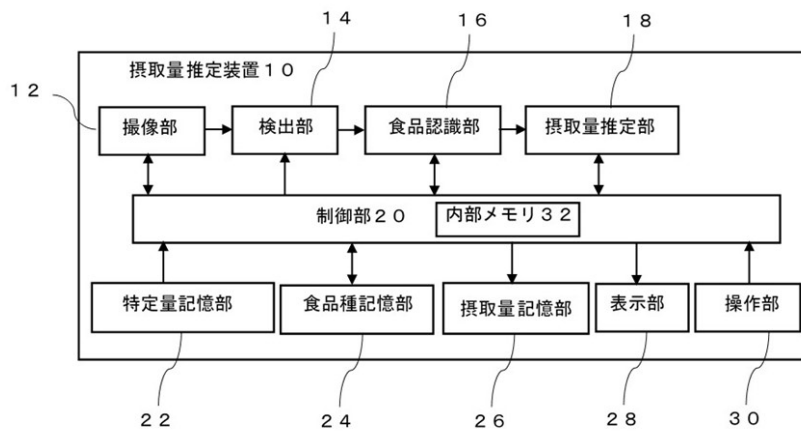 １４
１６
１８
摂取量推定装置１０
１２
撮像部
検出部
食品認識部
摂取量推定部
制御部２０
内部メモリ３２
特定量記憶部
食品種記憶部
摂取量記憶部
表示部
操作部
２２
２４
２６
２８
３０